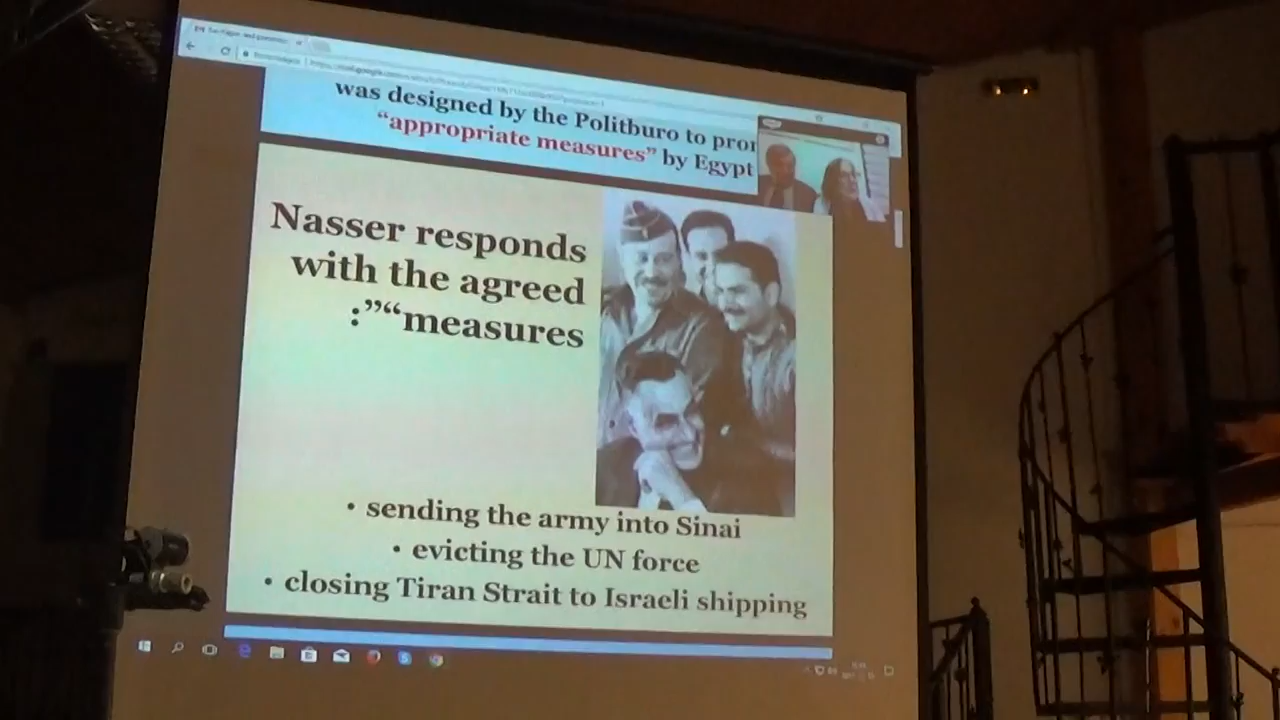 was designed by the Politburo to pror
“appropriate measures” by Egypt
Nasser responds
with the agreed
:”“measures
• sending the army into Sinai
• evicting the UN force
• closing Tiran Strait to Israeli shipping